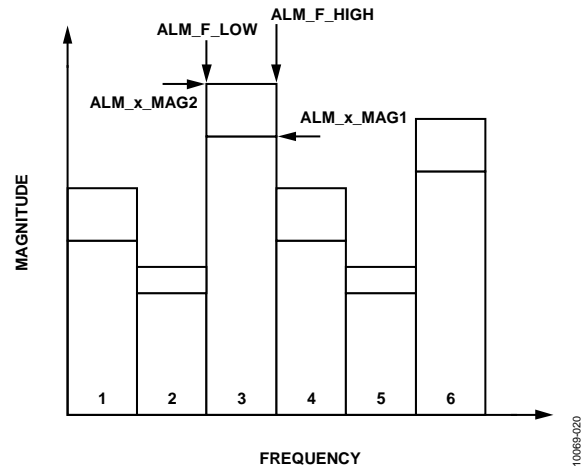 ALM_F_LOW
ALM_F_HIGH
ALM_x_MAG2
ALM_x_MAG1
MAGNITUDE
1 2 3 4 5 6
FREQUENCY
10069-020